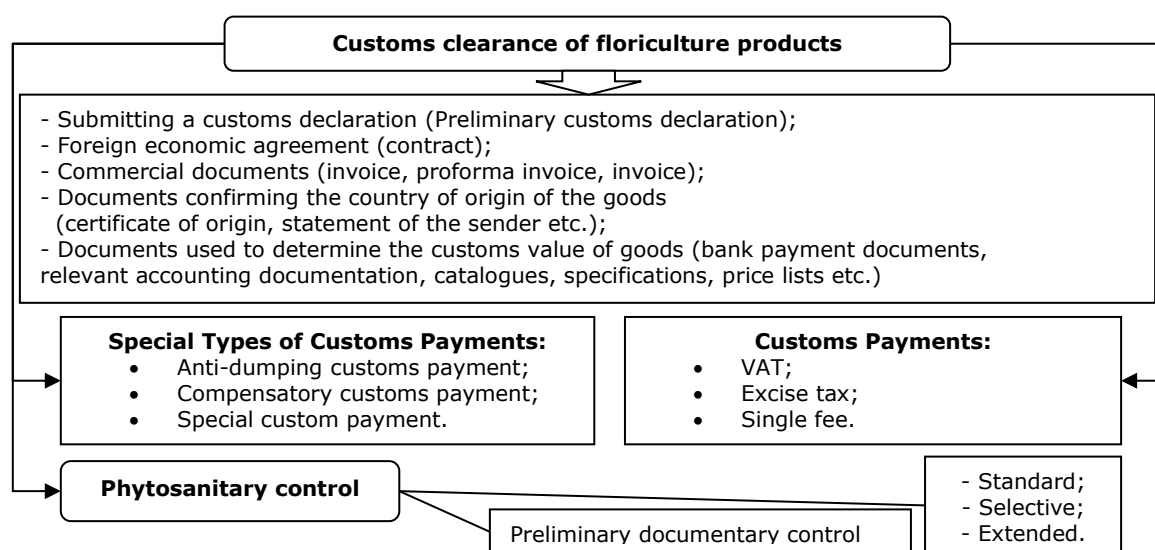 Customs clearance of floriculture products
- Submitting a customs declaration (Preliminary customs declaration);
- Foreign economic agreement (contract);
- Commercial documents (invoice, proforma invoice, invoice);
- Documents confirming the country of origin of the goods
(certificate of origin, statement of the sender etc.);
- Documents used to determine the customs value of goods (bank payment documents,
relevant accounting documentation, catalogues, specifications, price lists etc.)
Special Types of Customs Payments:
• Anti-dumping customs payment;
• Compensatory customs payment;
• Special custom payment.
Customs Payments:
• VAT;
• Excise tax;
• Single fee.
Phytosanitary control
Preliminary documentary control
- Standard;
- Selective;
- Extended.